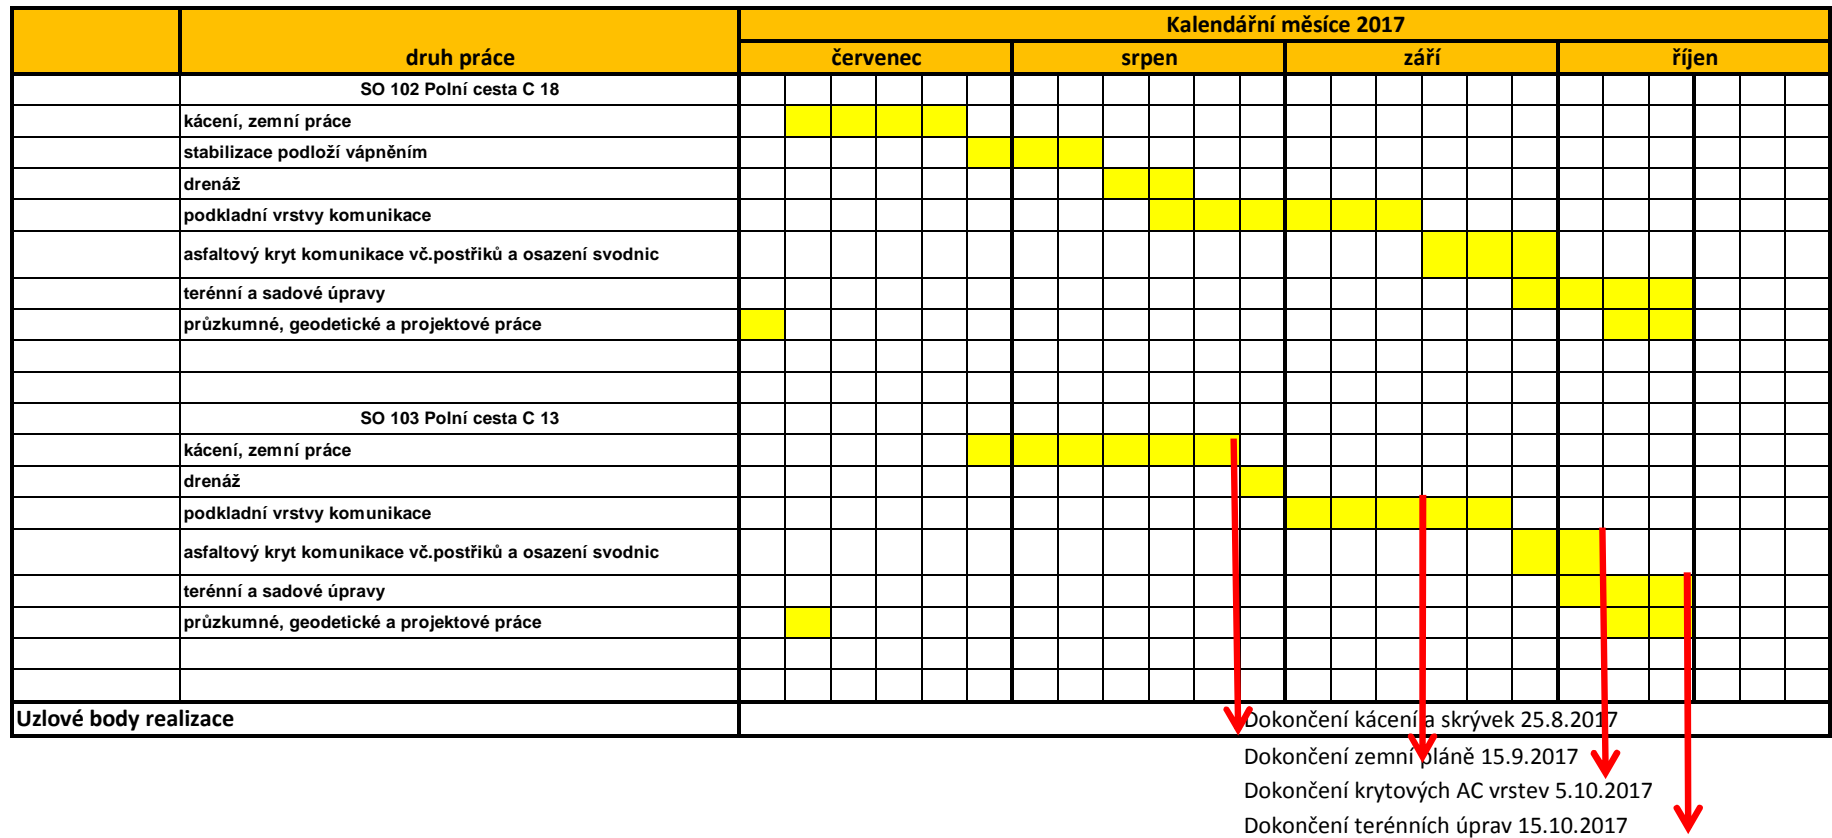 Kalendářní měsíce 2017
druh práce
červenec
srpen
září
říjen
SO 102 Polní cesta C 18
kácení, zemní práce
stabilizace podloží vápněním
drenáž
podkladní vrstvy komunikace
asfaltový kryt komunikace vč.postřiků a osazení svodnic
terénní a sadové úpravy
průzkumné, geodetické a projektové práce
SO 103 Polní cesta C 13
kácení, zemní práce
drenáž
podkladní vrstvy komunikace
asfaltový kryt komunikace vč.postřiků a osazení svodnic
terénní a sadové úpravy
průzkumné, geodetické a projektové práce
Uzlové body realizace
Dokončení kácení a skrývek 25.8.2017
Dokončení zemní pláně 15.9.2017
Dokončení krytových AC vrstev 5.10.2017
Dokončení terénních úprav 15.10.2017